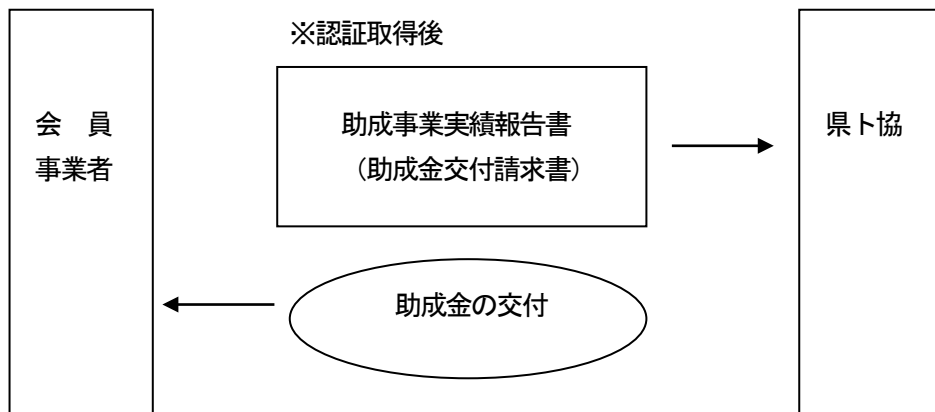 ※認証取得後
会　員
事業者
助成事業実績報告書
（助成金交付請求書）
県ト協
助成金の交付